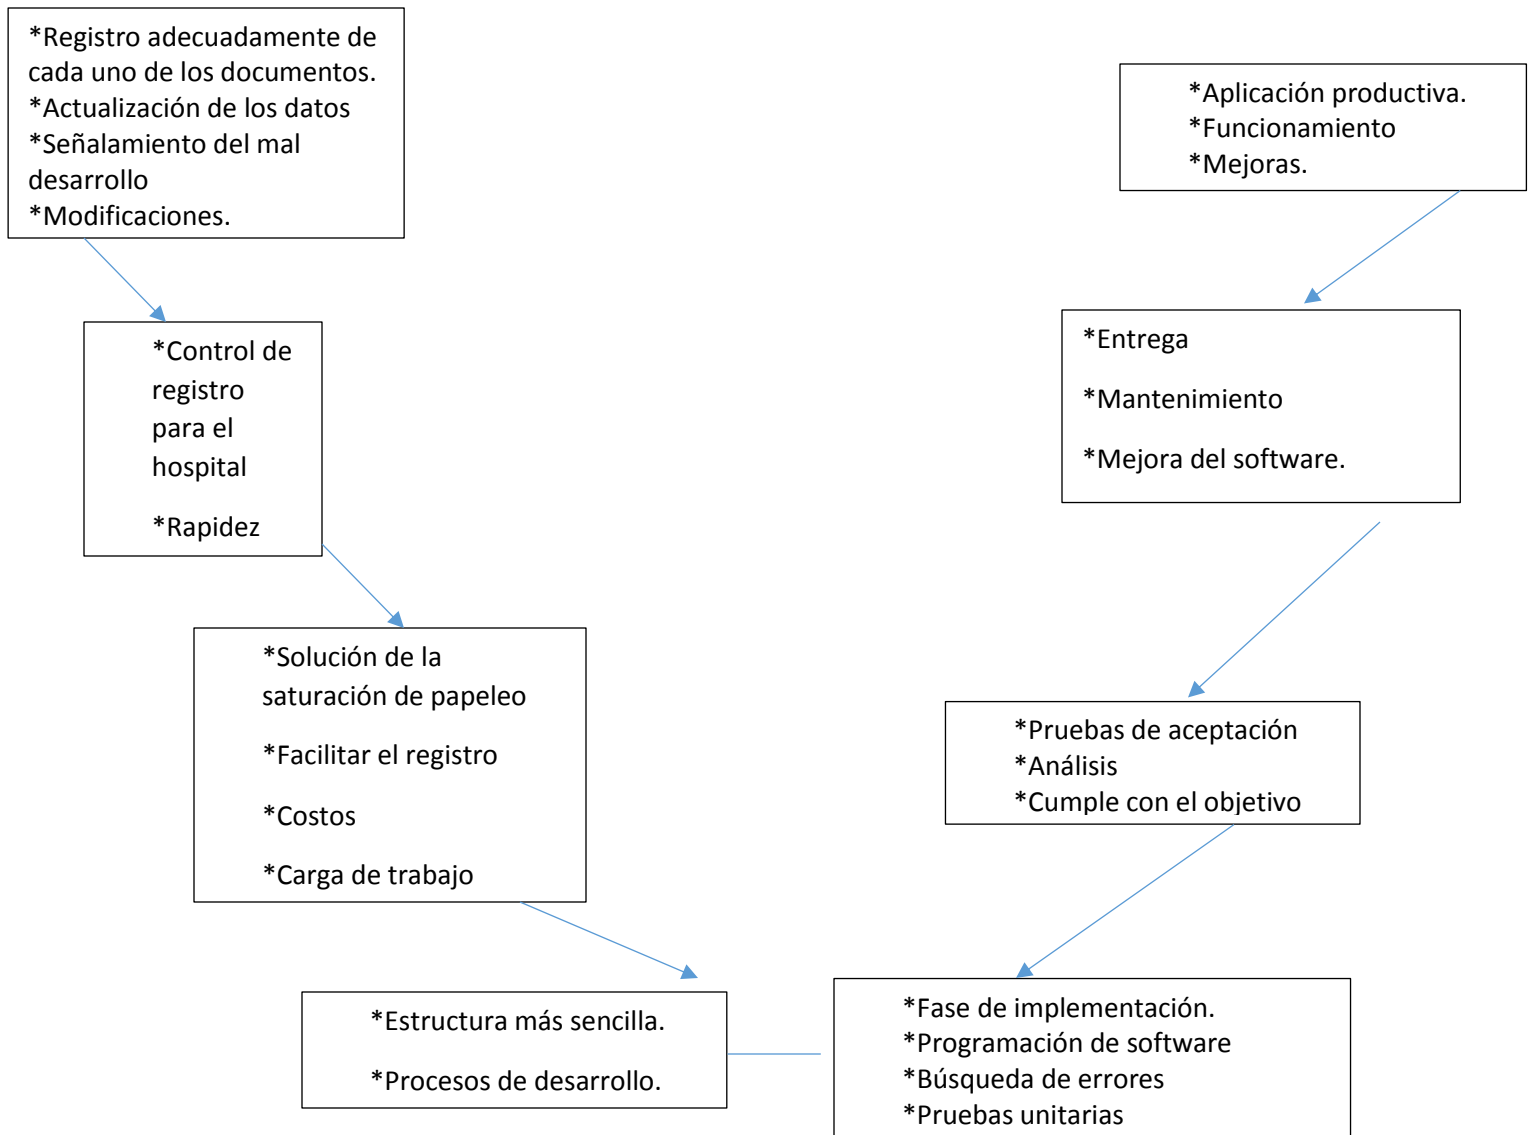 *Registro adecuadamente de
cada uno de los documentos.
*Actualización de los datos
*Señalamiento del mal
desarrollo
*Modificaciones.
*Aplicación productiva.
*Funcionamiento
*Mejoras.
*Control de
registro
para el
hospital
*Rapidez
*Entrega
*Mantenimiento
*Mejora del software.
*Solución de la
saturación de papeleo
*Facilitar el registro
*Costos
*Carga de trabajo
*Pruebas de aceptación
*Análisis
*Cumple con el objetivo
*Estructura más sencilla.
*Procesos de desarrollo.
*Fase de implementación.
*Programación de software
*Búsqueda de errores
*Pruebas unitarias